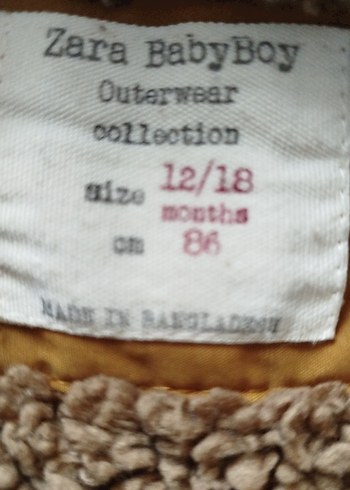 Zara BabyBoy
Outerwear
collection
size 12/18
months
cm 86
MADE IN BANGLADESH